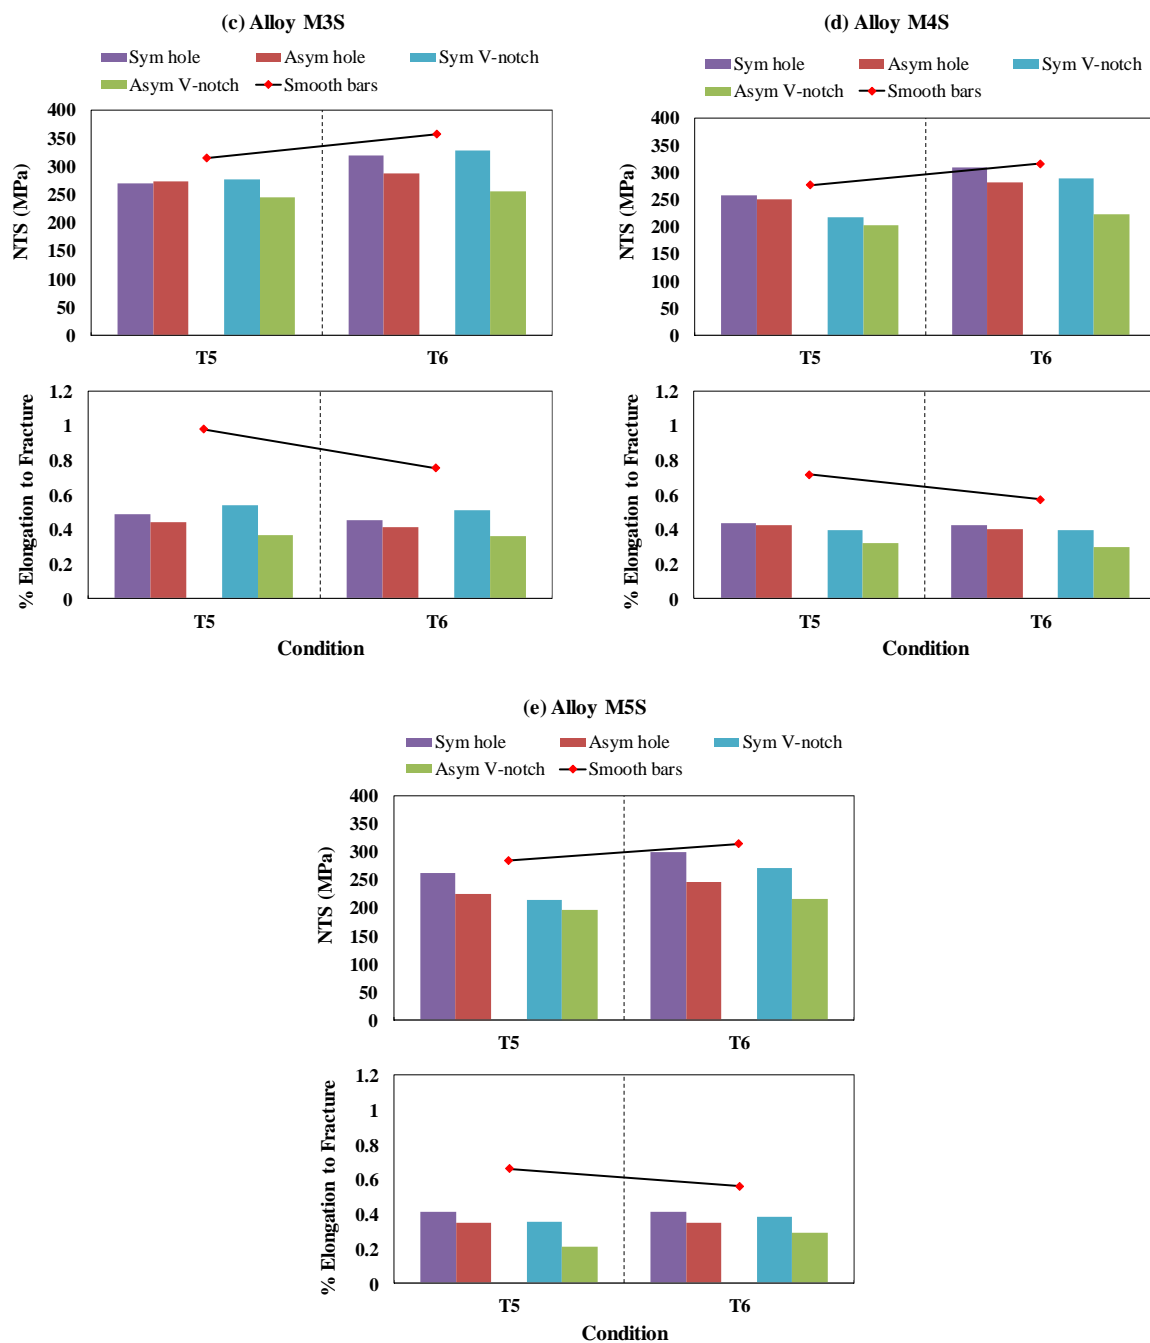 (c) Alloy M3S
Sym hole Asym hole Sym V-notch
Asym V-notch Smooth bars
NTS (MPa)
400
350
300
250
200
150
100
50
0
T5 T6
% Elongation to Fracture
1.2
1
0.8
0.6
0.4
0.2
0
T5 T6
Condition
(d) Alloy M4S
Sym hole Asym hole Sym V-notch
Asym V-notch Smooth bars
NTS (MPa)
400
350
300
250
200
150
100
50
0
T5 T6
% Elongation to Fracture
1.2
1
0.8
0.6
0.4
0.2
0
T5 T6
Condition
(e) Alloy M5S
Sym hole Asym hole Sym V-notch
Asym V-notch Smooth bars
NTS (MPa)
400
350
300
250
200
150
100
50
0
T5 T6
% Elongation to Fracture
1.2
1
0.8
0.6
0.4
0.2
0
T5 T6
Condition